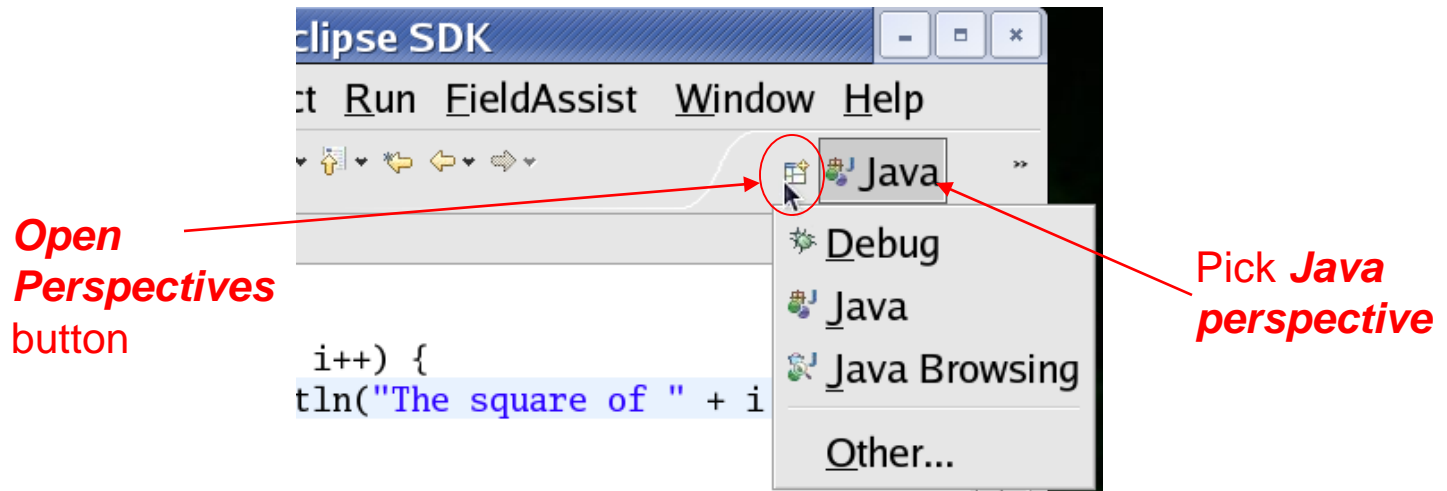 clipse SDK
ct Run FieldAssist Window Help
Java »
Open
Perspectives
button
Debug
Java
Java Browsing
Other...
Pick Java
perspective
i++) {
tln("The square of " + i